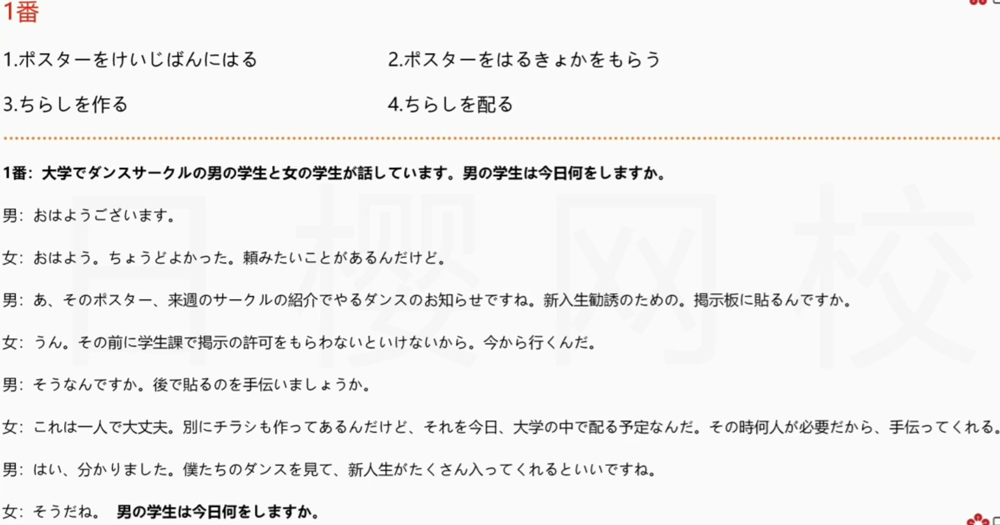 1番
1.ポスターをけいじばんにはる
2.ポスターをはるきょかをもらう
3.ちらしを作る
4.ちらしを配る
1番：大学でダンスサークルの男の学生と女の学生が話しています。男の学生は今日何をしますか。
男：おはようございます。
女：おはよう。ちょうどよかった。頼みたいことがあるんだけど。
男：あ、そのポスター、来週のサークルの紹介でやるダンスのお知らせですね。新入生勧誘のための。掲示板に貼るんですか。
女：うん。その前に学生課で掲示の許可をもらわないといけないから。今から行くんだ。
男：そうなんですか。後で貼るのを手伝いましょうか。
女：これは一人で大丈夫。別にチラシも作ってあるんだけど、それを今日、大学の中で配る予定なんだ。その時何人が必要だから、手伝ってくれる。
男：はい、分かりました。僕たちのダンスを見て、新人生がたくさん入ってくれるといいですね。
女：そうだね。 男の学生は今日何をしますか。
日樱网校